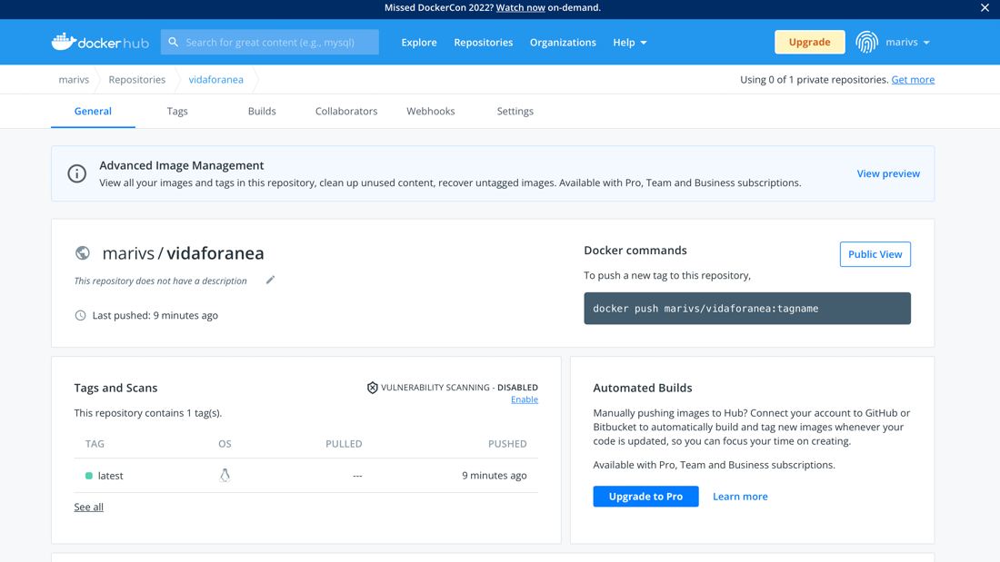 Missed DockerCon 2022? Watch now on-demand.
docker hub
Search for great content (e.g., mysql)
Explore Repositories Organizations Help
Upgrade
marivs
marivs Repositories vidaforanea
Using 0 of 1 private repositories. Get more
General Tags Builds Collaborators Webhooks Settings
Advanced Image Management
View all your images and tags in this repository, clean up unused content, recover untagged images. Available with Pro, Team and Business subscriptions.
View preview
marivs / vidaforanea
This repository does not have a description
Last pushed: 9 minutes ago
Docker commands
Public View
To push a new tag to this repository,
docker push marivs/vidaforanea:tagname
Tags and Scans
VULNERABILITY SCANNING - DISABLED
Enable
This repository contains 1 tag(s).
TAG OS PULLED PUSHED
latest --- 9 minutes ago
See all
Automated Builds
Manually pushing images to Hub? Connect your account to GitHub or
Bitbucket to automatically build and tag new images whenever your
code is updated, so you can focus your time on creating.
Available with Pro, Team and Business subscriptions.
Upgrade to Pro Learn more